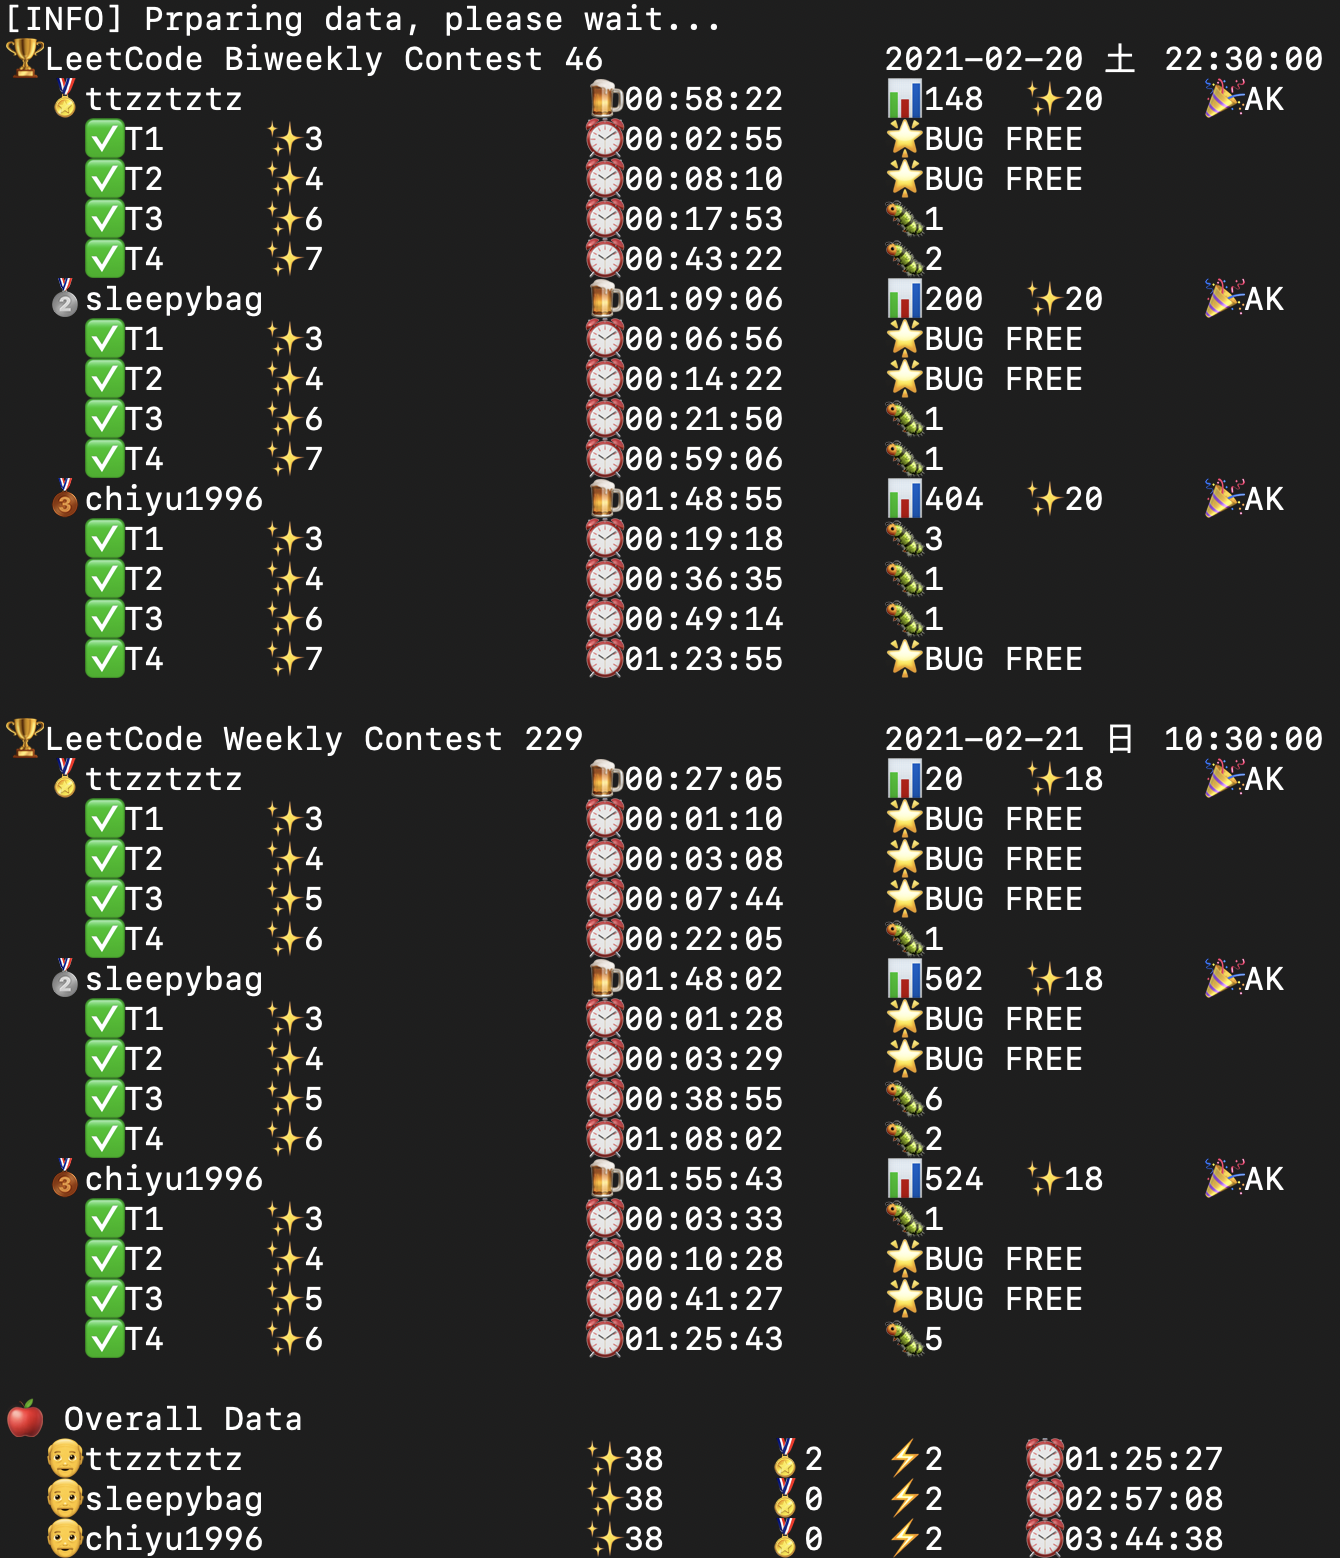 [INFO] Prparing data, please wait...
🏆LeetCode Biweekly Contest 46 2021-02-20 土 22:30:00
🏅ttzztztz 🍺00:58:22 📊148 ✨20 🎉AK
✅T1 ✨3 ⏰00:02:55 🌟BUG FREE
✅T2 ✨4 ⏰00:08:10 🌟BUG FREE
✅T3 ✨6 ⏰00:17:53 🐛1
✅T4 ✨7 ⏰00:43:22 🐛2
🥈sleepybag 🍺01:09:06 📊200 ✨20 🎉AK
✅T1 ✨3 ⏰00:06:56 🌟BUG FREE
✅T2 ✨4 ⏰00:14:22 🌟BUG FREE
✅T3 ✨6 ⏰00:21:50 🐛1
✅T4 ✨7 ⏰00:59:06 🐛1
🥉chiyu1996 🍺01:48:55 📊404 ✨20 🎉AK
✅T1 ✨3 ⏰00:19:18 🐛3
✅T2 ✨4 ⏰00:36:35 🐛1
✅T3 ✨6 ⏰00:49:14 🐛1
✅T4 ✨7 ⏰01:23:55 🌟BUG FREE
🏆LeetCode Weekly Contest 229 2021-02-21 日 10:30:00
🏅ttzztztz 🍺00:27:05 📊20 ✨18 🎉AK
✅T1 ✨3 ⏰00:01:10 🌟BUG FREE
✅T2 ✨4 ⏰00:03:08 🌟BUG FREE
✅T3 ✨5 ⏰00:07:44 🌟BUG FREE
✅T4 ✨6 ⏰00:22:05 🐛1
🥈sleepybag 🍺01:48:02 📊502 ✨18 🎉AK
✅T1 ✨3 ⏰00:01:28 🌟BUG FREE
✅T2 ✨4 ⏰00:03:29 🌟BUG FREE
✅T3 ✨5 ⏰00:38:55 🐛6
✅T4 ✨6 ⏰01:08:02 🐛2
🥉chiyu1996 🍺01:55:43 📊524 ✨18 🎉AK
✅T1 ✨3 ⏰00:03:33 🐛1
✅T2 ✨4 ⏰00:10:28 🌟BUG FREE
✅T3 ✨5 ⏰00:41:27 🌟BUG FREE
✅T4 ✨6 ⏰01:25:43 🐛5
🍎 Overall Data
👴ttzztztz ✨38 🏅2 ⚡2 ⏰01:25:27
👴sleepybag ✨38 🏅0 ⚡2 ⏰02:57:08
👴chiyu1996 ✨38 🏅0 ⚡2 ⏰03:44:38